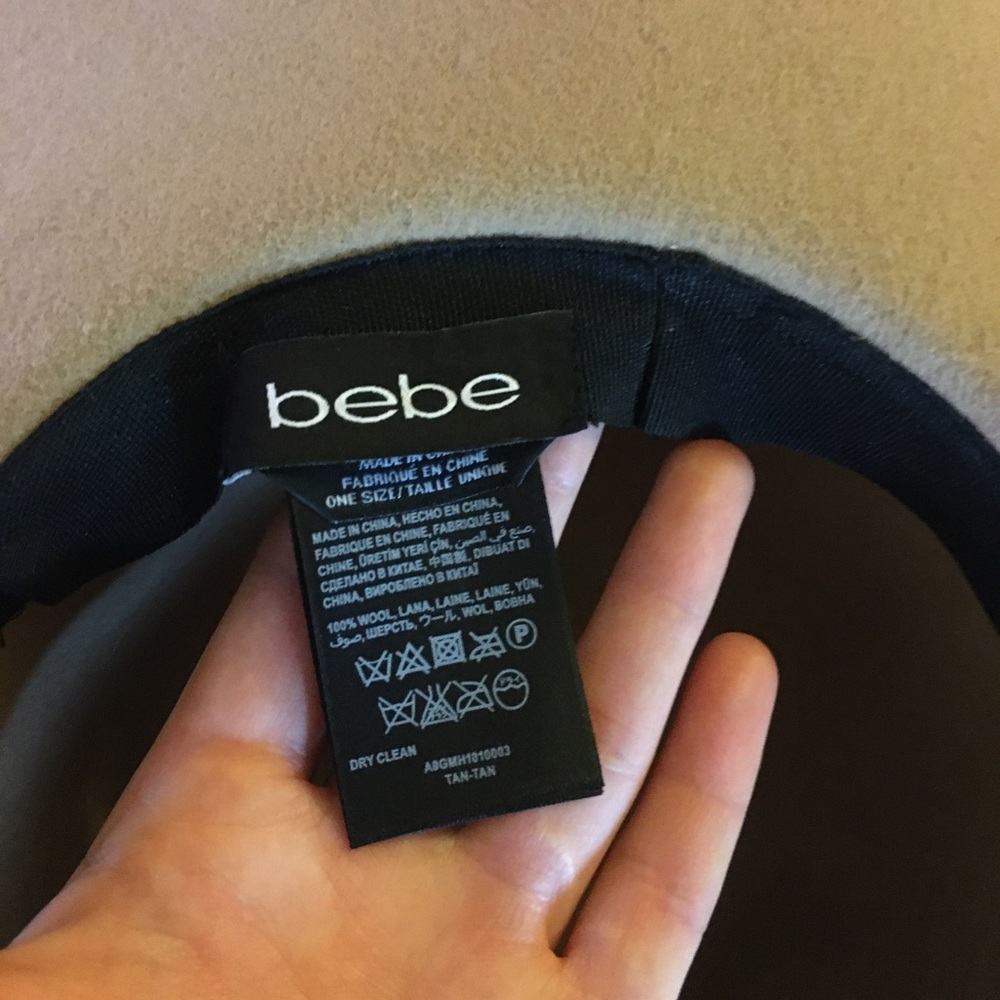 bebe
MADE IN CHINA
FABRIQUÉ EN CHINE
ONE SIZE/TAILLE UNIQUE
MADE IN CHINA, HECHO EN CHINA,
FABRIQUE EN CHINE, FABRIQUÉ EN
CHINE, ÜRETİM YERİ ÇİN, صنع في الصين,
СДЕЛАНО В КИТАЕ, 中国製, DIBUAT DI
CHINA, ВИРОБЛЕНО В КИТАЇ
100% WOOL, LANA, LAINE, LAINE, YÜN,
صوف, ШЕРСТЬ, ウール, WOL, ВОВНА
P
DRY CLEAN
A0GMH1010003
TAN-TAN